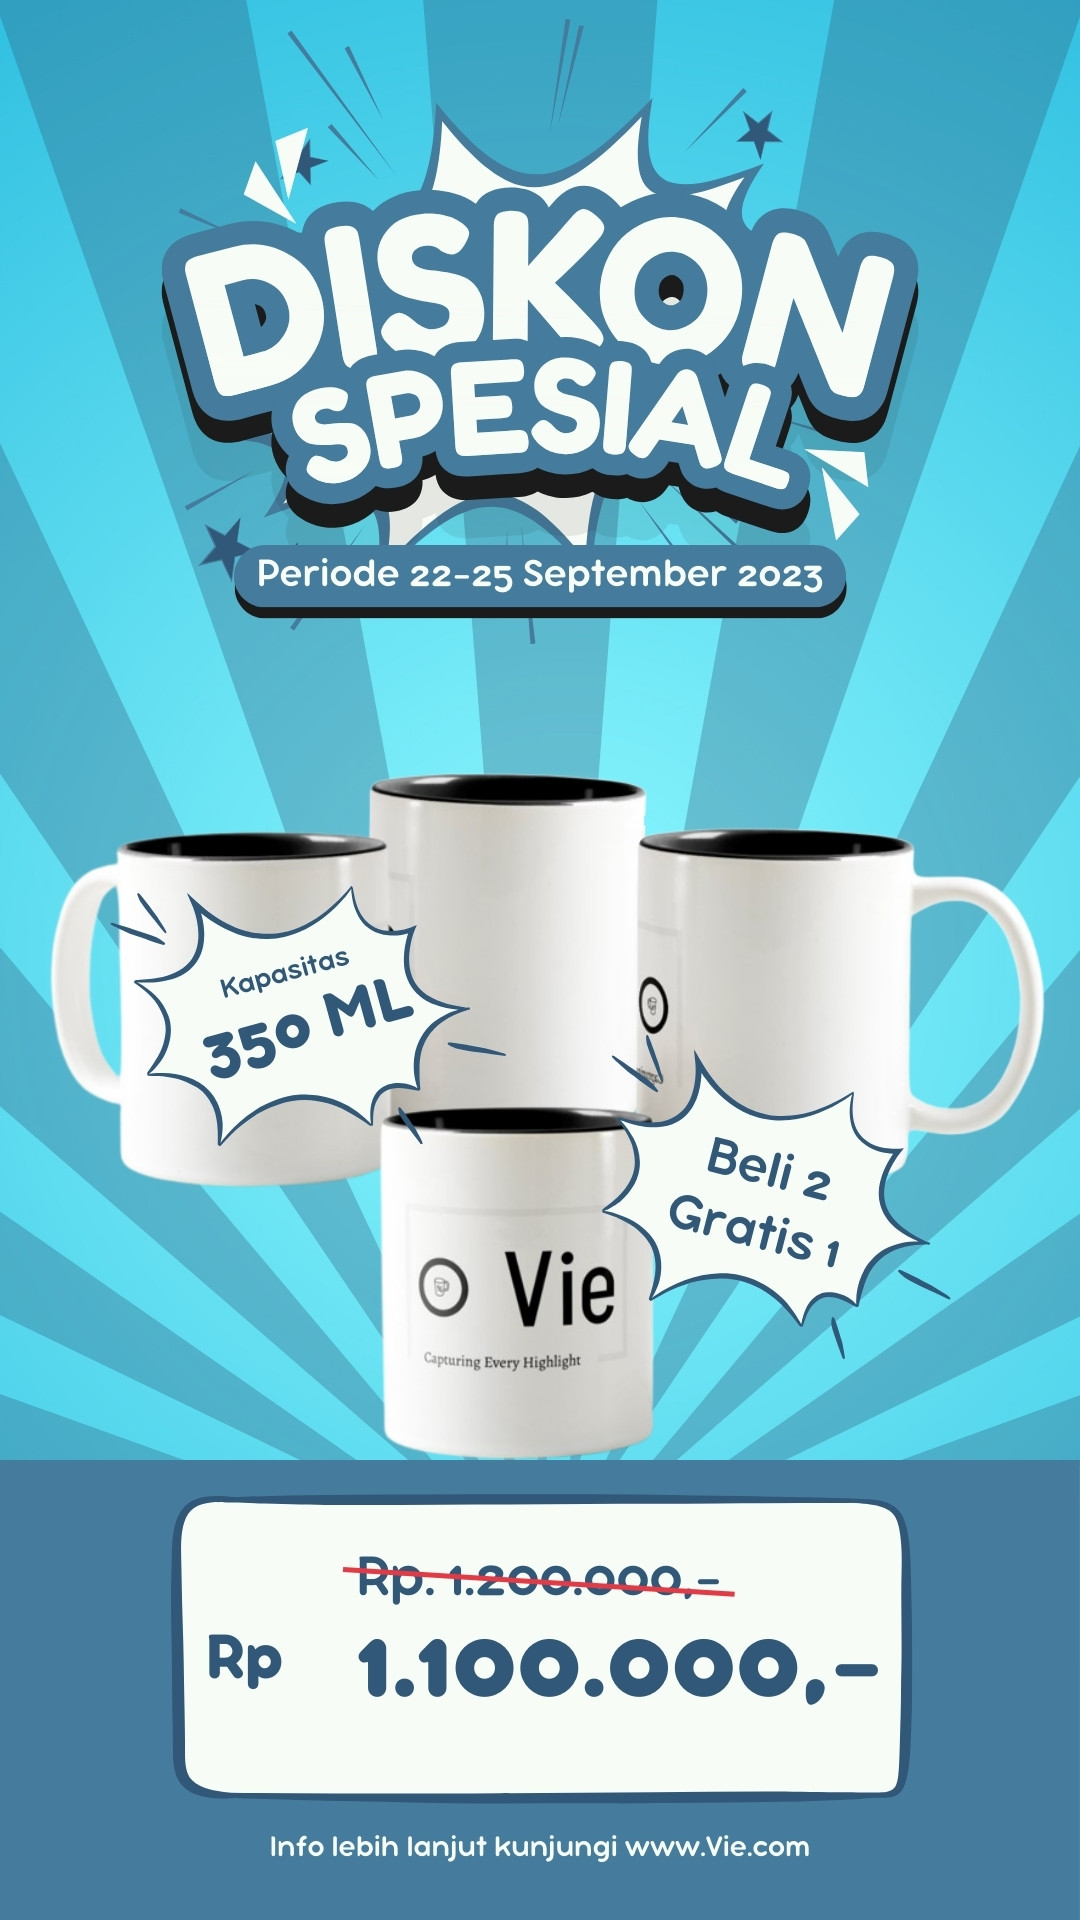 DISKON
SPESIAL
Periode 22-25 September 2023
Kapasitas
350 ML
Beli 2
Gratis 1
Vie
Capturing Every Highlight
Rp. 1.200.000,-
Rp 1.100.000,-
Info lebih lanjut kunjungi www.Vie.com